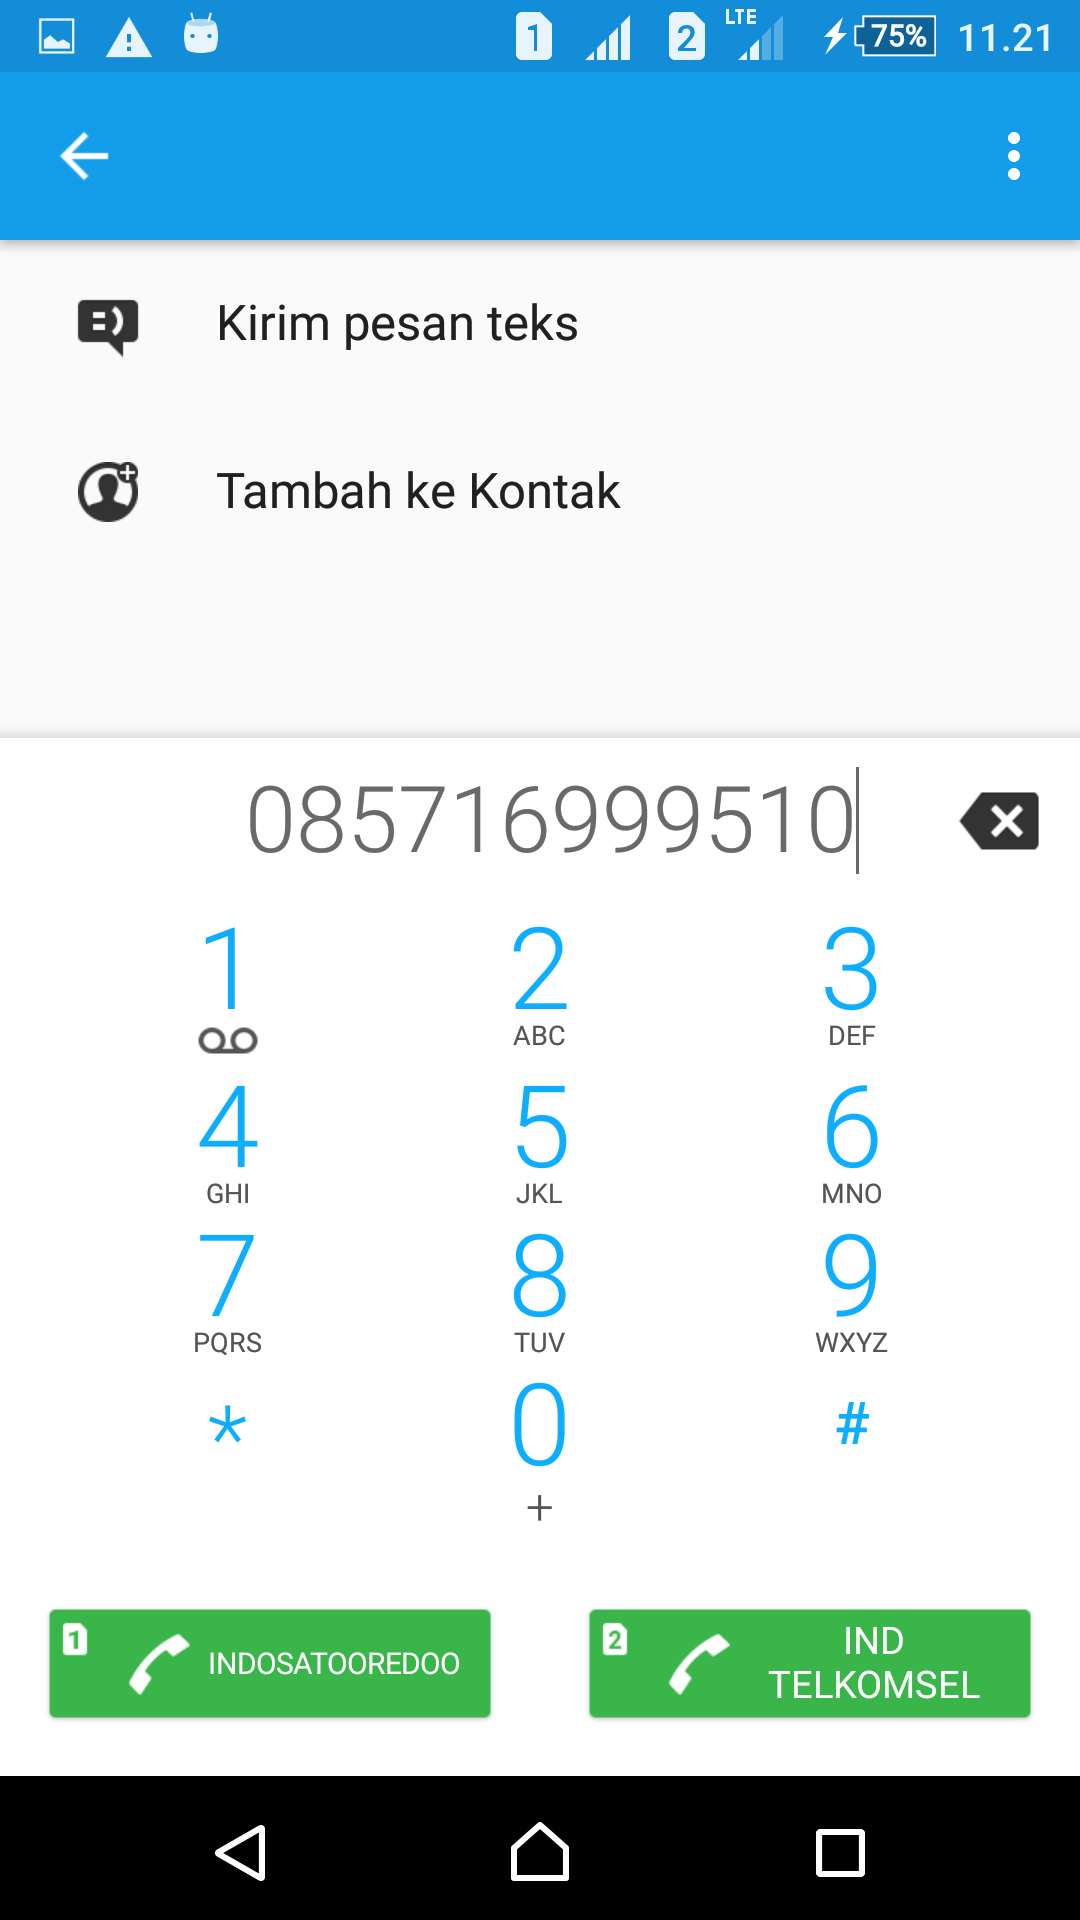 1 2 LTE 75% 11.21
Kirim pesan teks
Tambah ke Kontak
085716999510
1 2 3
ABC DEF
4 5 6
GHI JKL MNO
7 8 9
PQRS TUV WXYZ
* 0 #
+
1 INDOSATOOREDOO
2 IND
TELKOMSEL